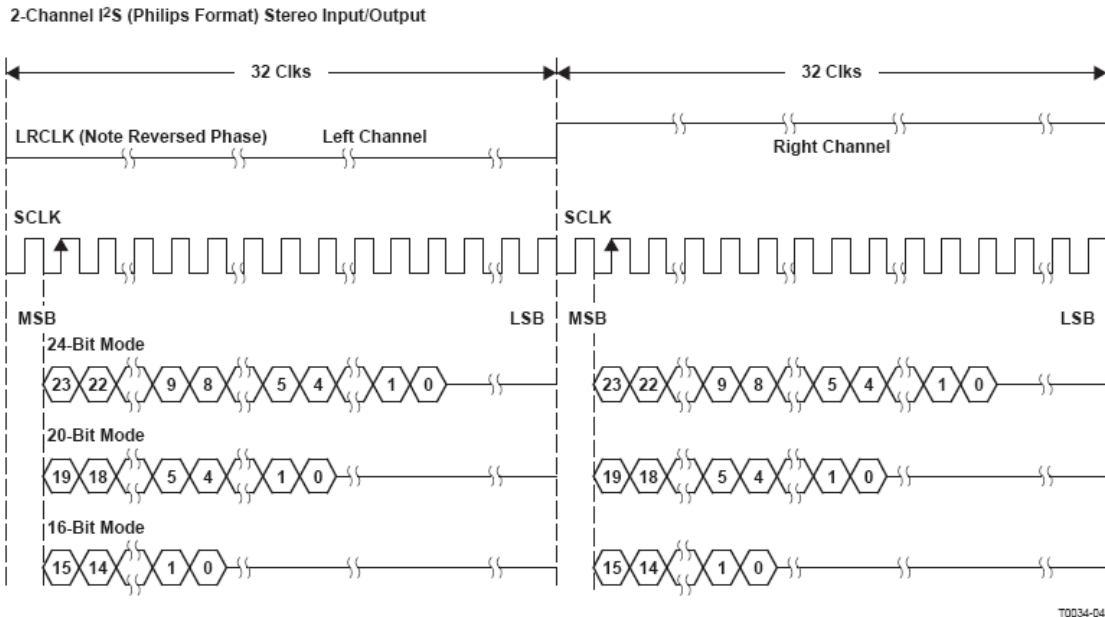 2-Channel I2S (Philips Format) Stereo Input/Output
32 Clks 32 Clks
LRCLK (Note Reversed Phase) Left Channel
Right Channel
SCLK SCLK
MSB LSB MSB LSB
24-Bit Mode
23 22 9 8 5 4 1 0 23 22 9 8 5 4 1 0
20-Bit Mode
19 18 5 4 1 0 19 18 5 4 1 0
16-Bit Mode
15 14 1 0 15 14 1 0
T0034-04